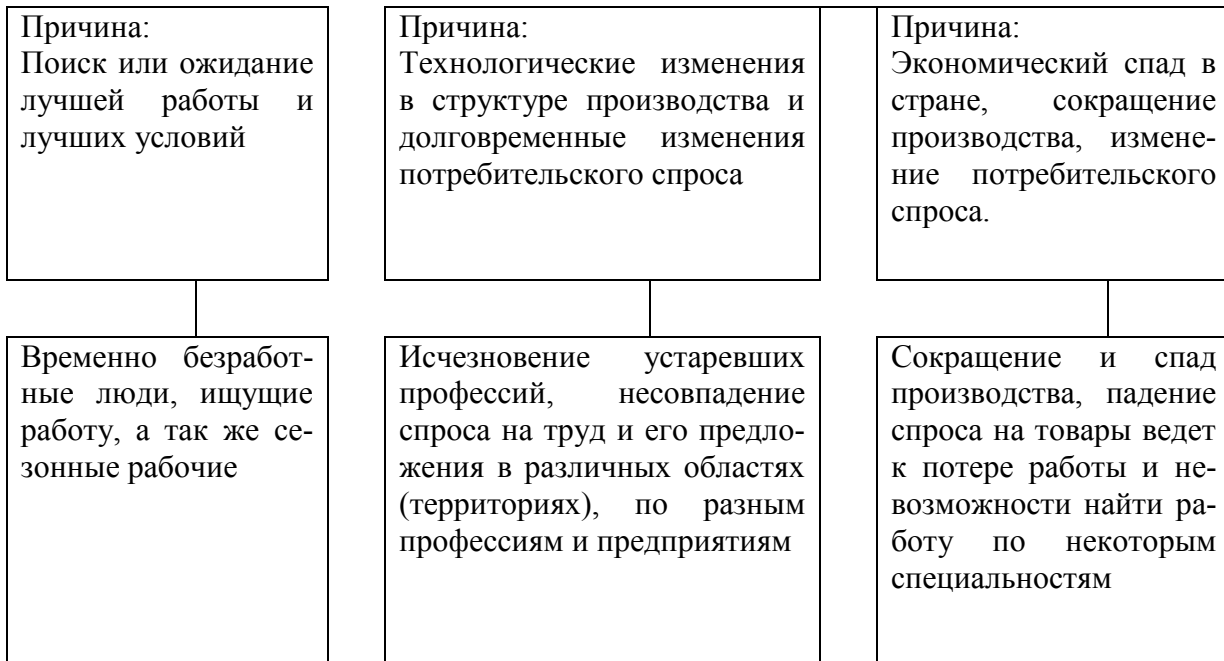 Причина:
Поиск или ожидание
лучшей работы и
лучших условий
Причина:
Технологические изменения
в структуре производства и
долговременные изменения
потребительского спроса
Причина:
Экономический спад в
стране, сокращение
производства, измене-
ние потребительского
спроса.
Временно безработ-
ные люди, ищущие
работу, а так же се-
зонные рабочие
Исчезновение устаревших
профессий, несовпадение
спроса на труд и его предло-
жения в различных областях
(территориях), по разным
профессиям и предприятиям
Сокращение и спад
производства, падение
спроса на товары ведет
к потере работы и не-
возможности найти ра-
боту по некоторым
специальностям